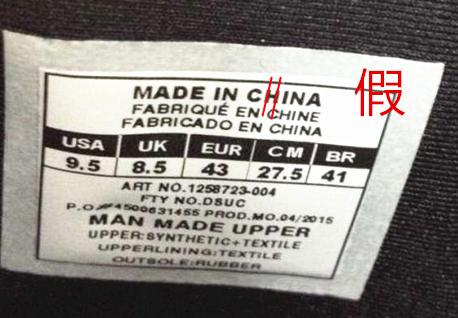 MADE IN CHINA
假
FABRIQUÉ EN CHINE
FABRICADO EN CHINA
USA UK EUR CM BR
9.5 8.5 43 27.5 41
ART NO.1258723-004
FTY NO.DSUC
P.O.#4500631455 PROD.MO.04/2015
MAN MADE UPPER
UPPER:SYNTHETIC+TEXTILE
UPPERLINING:TEXTILE
OUTSOLE:RUBBER